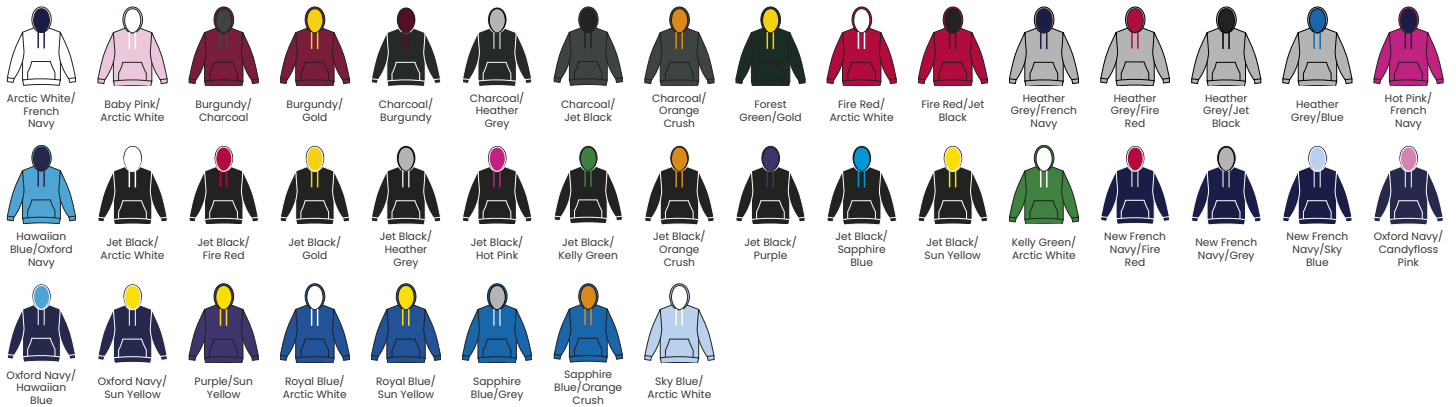 Arctic White/
French
Navy
Baby Pink/
Arctic White
Burgundy/
Charcoal
Burgundy/
Gold
Charcoal/
Burgundy
Charcoal/
Heather
Grey
Charcoal/
Jet Black
Charcoal/
Orange
Crush
Forest
Green/Gold
Fire Red/
Arctic White
Fire Red/Jet
Black
Heather
Grey/French
Navy
Heather
Grey/Fire
Red
Heather
Grey/Jet
Black
Heather
Grey/Blue
Hot Pink/
French
Navy
Hawaiian
Blue/Oxford
Navy
Jet Black/
Arctic White
Jet Black/
Fire Red
Jet Black/
Gold
Jet Black/
Heather
Grey
Jet Black/
Hot Pink
Jet Black/
Kelly Green
Jet Black/
Orange
Crush
Jet Black/
Purple
Jet Black/
Sapphire
Blue
Jet Black/
Sun Yellow
Kelly Green/
Arctic White
New French
Navy/Fire
Red
New French
Navy/Grey
New French
Navy/Sky
Blue
Oxford Navy/
Candyfloss
Pink
Oxford Navy/
Hawaiian
Blue
Oxford Navy/
Sun Yellow
Purple/Sun
Yellow
Royal Blue/
Arctic White
Royal Blue/
Sun Yellow
Sapphire
Blue/Grey
Sapphire
Blue/Orange
Crush
Sky Blue/
Arctic White